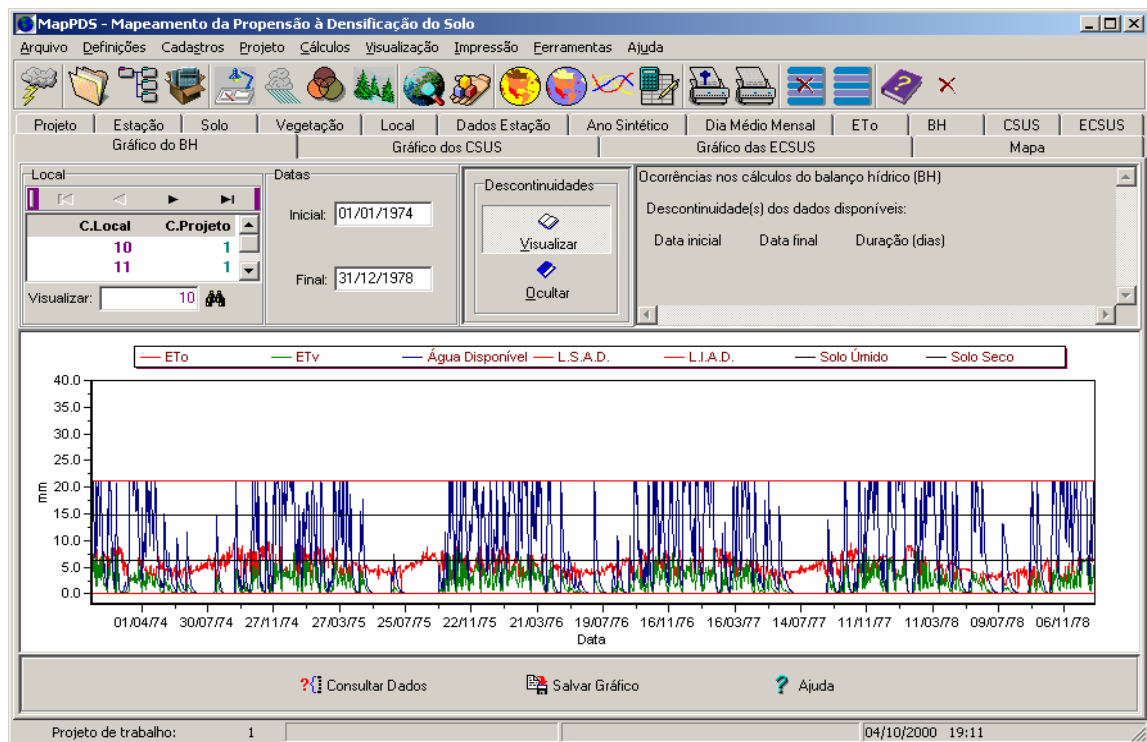 MapPDS - Mapeamento da Propensão à Densificação do Solo
Arquivo Definições Cadastros Projeto Cálculos Visualização Impressão Ferramentas Ajuda
Projeto Estação Solo Vegetação Local Dados Estação Ano Sintético Dia Médio Mensal ETo BH CSUS ECSUS
Gráfico do BH Gráfico dos CSUS Gráfico das ECSUS Mapa
Local
C.Local C.Projeto
10 1
11 1
Visualizar: 10
Datas
Inicial: 01/01/1974
Final: 31/12/1978
Descontinuidades
Visualizar
Ocultar
Ocorrências nos cálculos do balanço hídrico (BH)
Descontinuidade(s) dos dados disponíveis:
Data inicial Data final Duração (dias)
ETo ETv Água Disponível L.S.A.D. L.I.A.D. Solo Úmido Solo Seco
40.0
35.0
30.0
25.0
20.0
15.0
10.0
5.0
0.0
mm
01/04/74 30/07/74 27/11/74 27/03/75 25/07/75 22/11/75 21/03/76 19/07/76 16/11/76 16/03/77 14/07/77 11/11/77 11/03/78 09/07/78 06/11/78
Data
?{ Consultar Dados Salvar Gráfico ? Ajuda
Projeto de trabalho: 1 04/10/2000 19:11